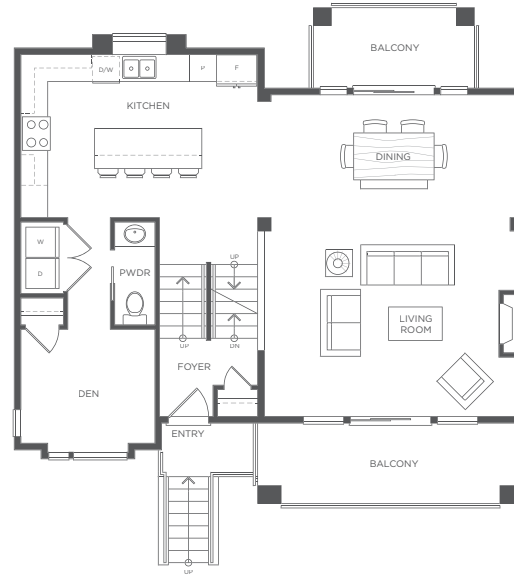 BALCONY
D/W
P
F
KITCHEN
DINING
W
D
PWDR
UP
UP
DN
LIVING
ROOM
FOYER
DEN
ENTRY
BALCONY
UP